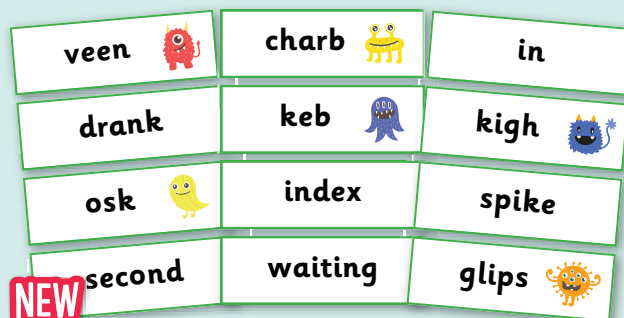 veen
charb
in
drank
keb
kigh
osk
index
spike
second
waiting
glips
NEW